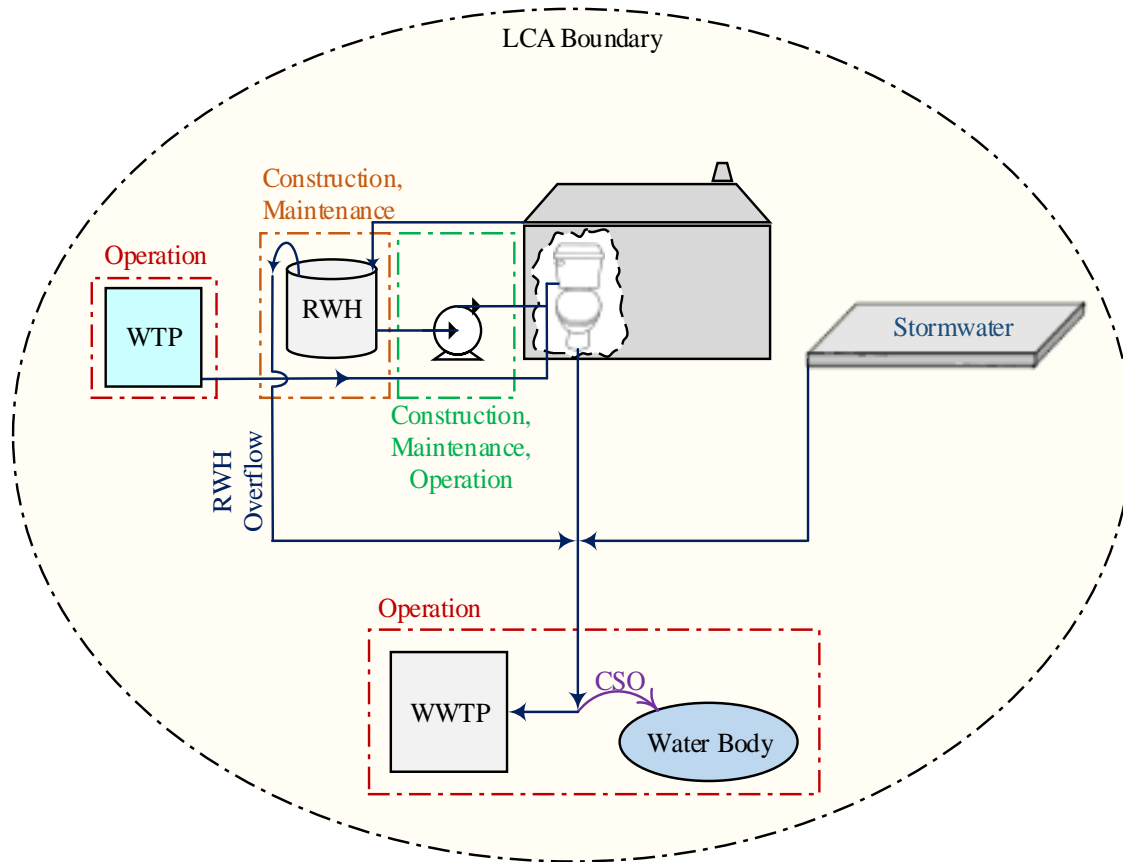 LCA Boundary
Construction,
Maintenance
Operation
WTP
RWH
Stormwater
Construction,
Maintenance,
Operation
RWH
Overflow
Operation
WWTP
CSO
Water Body